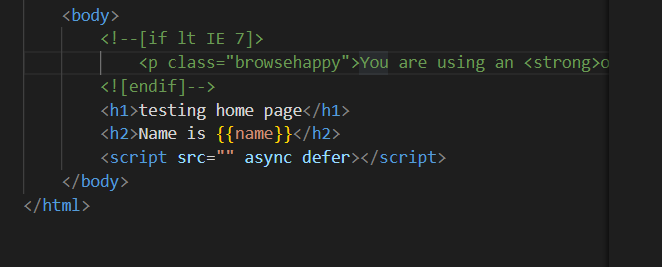 <body>
<!--[if lt IE 7]>
<p class="browsehappy">You are using an <strong>o
<![endif]-->
<h1>testing home page</h1>
<h2>Name is {{name}}</h2>
<script src="" async defer></script>
</body>
</html>